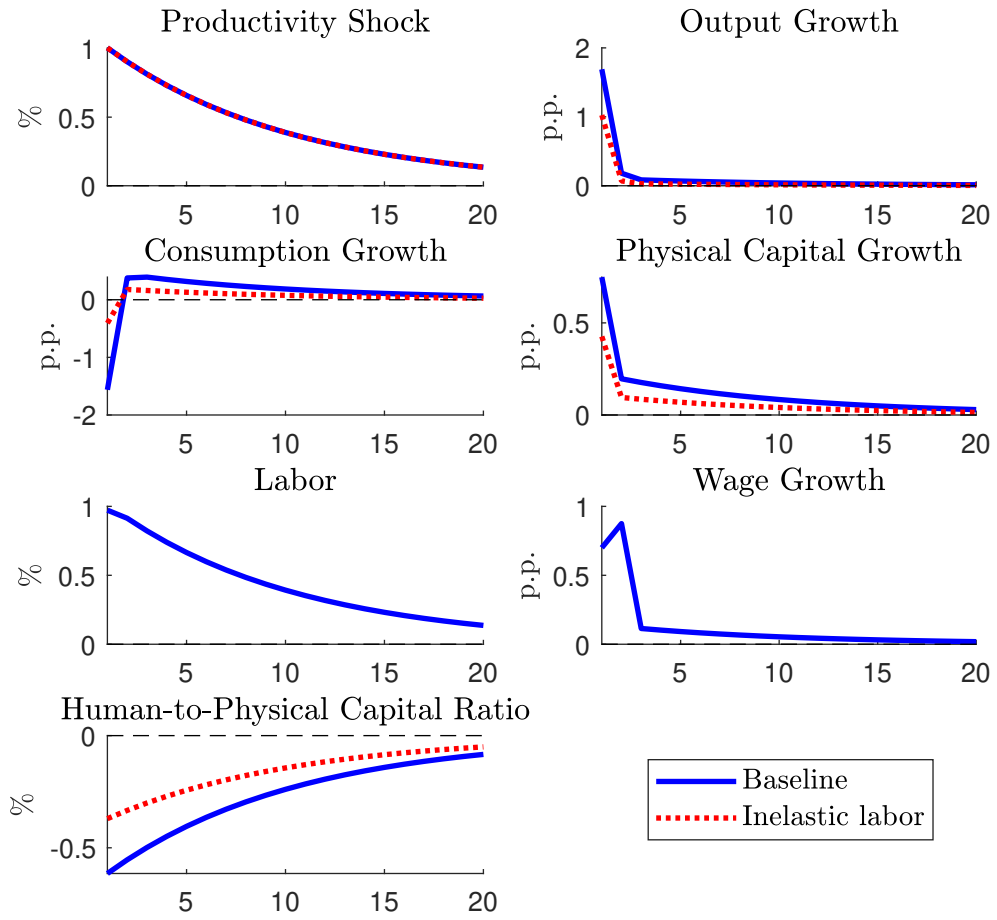 Productivity Shock
%
1
0.5
0
5 10 15 20
Output Growth
p.p.
2
1
0
5 10 15 20
Consumption Growth
p.p.
0
-1
-2
5 10 15 20
Physical Capital Growth
p.p.
0.5
0
5 10 15 20
Labor
%
1
0.5
0
5 10 15 20
Wage Growth
p.p.
1
0.5
0
5 10 15 20
Human-to-Physical Capital Ratio
%
0
-0.5
5 10 15 20
Baseline
Inelastic labor